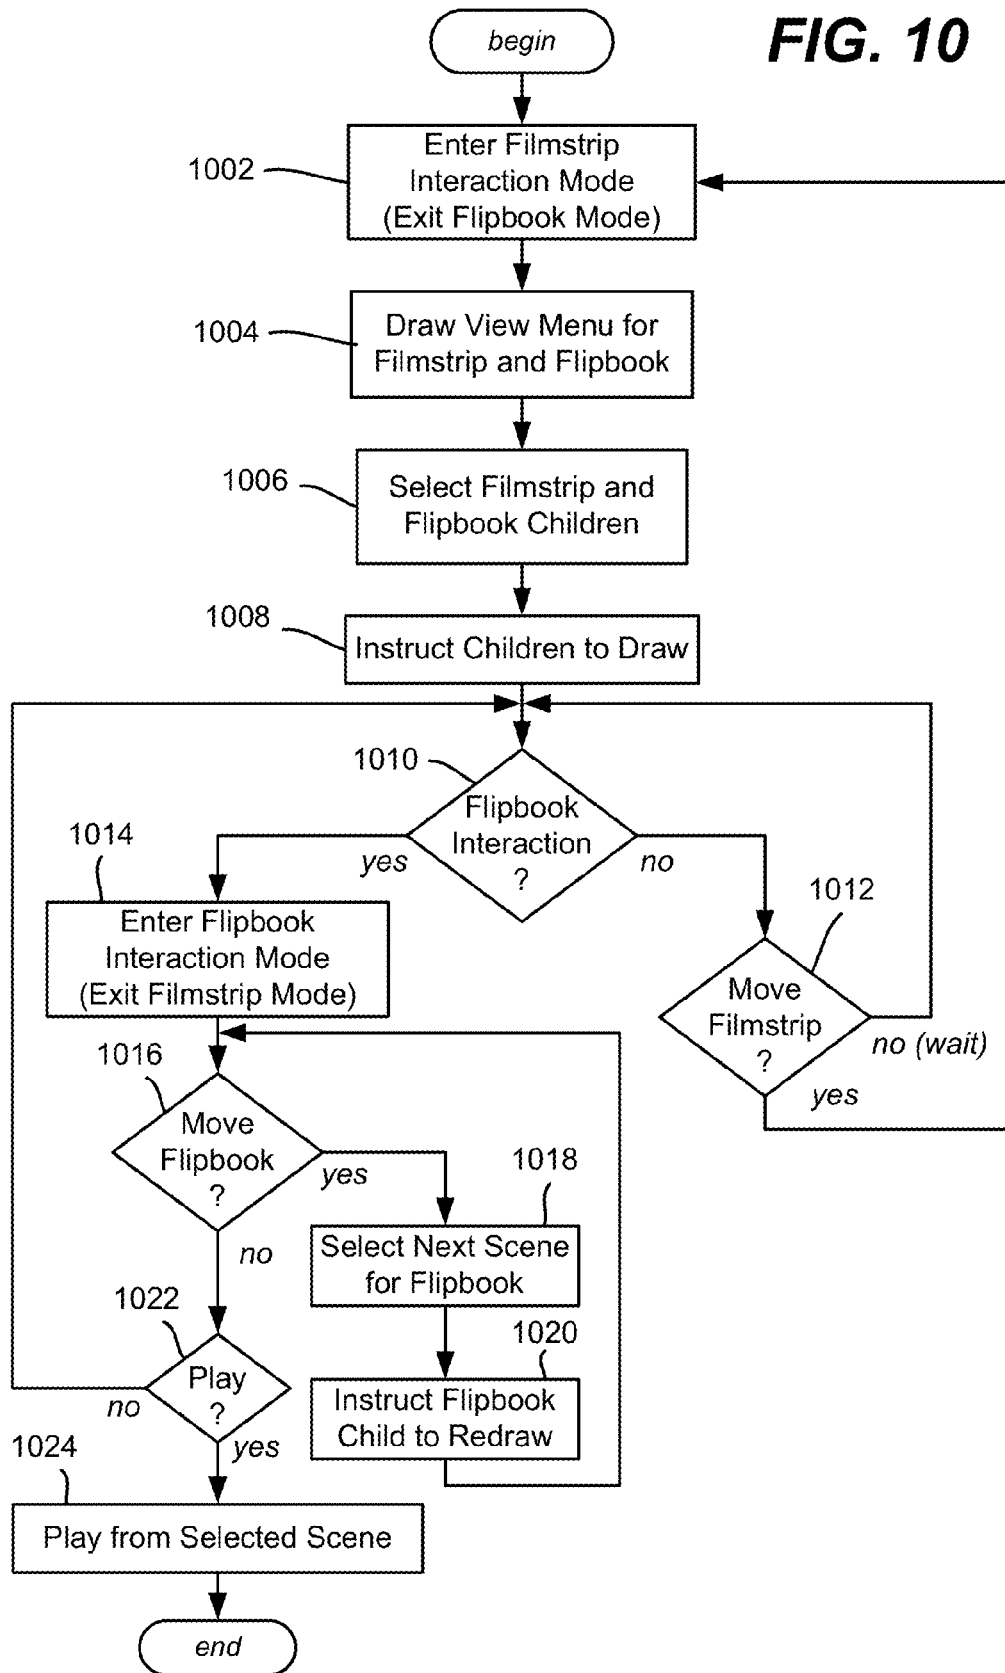 FIG. 10
begin
1002
Enter Filmstrip
Interaction Mode
(Exit Flipbook Mode)
1004
Draw View Menu for
Filmstrip and Flipbook
1006
Select Filmstrip and
Flipbook Children
1008
Instruct Children to Draw
1010
Flipbook
Interaction
?
yes
no
1014
Enter Flipbook
Interaction Mode
(Exit Filmstrip Mode)
1012
Move
Filmstrip
?
no (wait)
yes
1016
Move
Flipbook
?
yes
no
1018
Select Next Scene
for Flipbook
1020
Instruct Flipbook
Child to Redraw
1022
Play
?
no
yes
1024
Play from Selected Scene
end